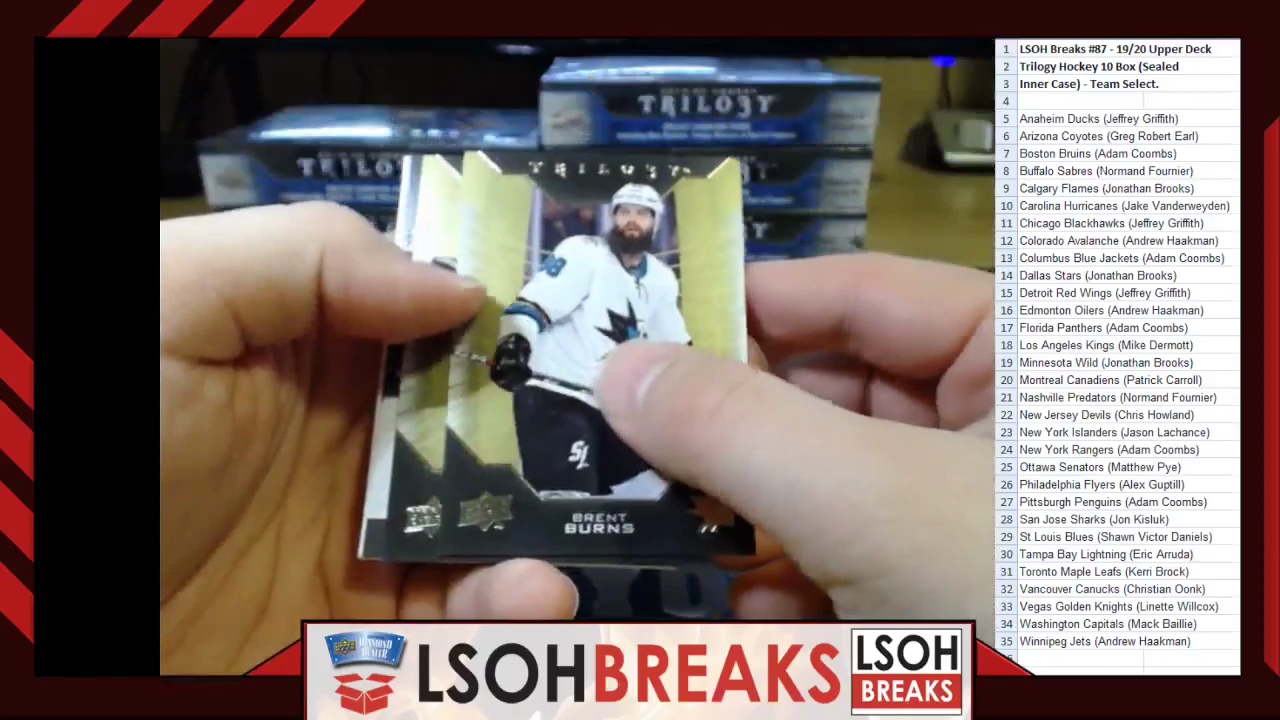 TRILOGY
TRILO
TRILOGY
BRENT
BURNS
1 LSOH Breaks #87 - 19/20 Upper Deck
2 Trilogy Hockey 10 Box (Sealed
3 Inner Case) - Team Select.
4
5 Anaheim Ducks (Jeffrey Griffith)
6 Arizona Coyotes (Greg Robert Earl)
7 Boston Bruins (Adam Coombs)
8 Buffalo Sabres (Normand Fournier)
9 Calgary Flames (Jonathan Brooks)
10 Carolina Hurricanes (Jake Vanderweyden)
11 Chicago Blackhawks (Jeffrey Griffith)
12 Colorado Avalanche (Andrew Haakman)
13 Columbus Blue Jackets (Adam Coombs)
14 Dallas Stars (Jonathan Brooks)
15 Detroit Red Wings (Jeffrey Griffith)
16 Edmonton Oilers (Andrew Haakman)
17 Florida Panthers (Adam Coombs)
18 Los Angeles Kings (Mike Dermott)
19 Minnesota Wild (Jonathan Brooks)
20 Montreal Canadiens (Patrick Carroll)
21 Nashville Predators (Normand Fournier)
22 New Jersey Devils (Chris Howland)
23 New York Islanders (Jason Lachance)
24 New York Rangers (Adam Coombs)
25 Ottawa Senators (Matthew Pye)
26 Philadelphia Flyers (Alex Guptill)
27 Pittsburgh Penguins (Adam Coombs)
28 San Jose Sharks (Jon Kisluk)
29 St Louis Blues (Shawn Victor Daniels)
30 Tampa Bay Lightning (Eric Arruda)
31 Toronto Maple Leafs (Kerri Brock)
32 Vancouver Canucks (Christian Oonk)
33 Vegas Golden Knights (Linette Willcox)
34 Washington Capitals (Mack Baillie)
35 Winnipeg Jets (Andrew Haakman)
DIAMOND
DEALER
LSOHBREAKS
LSOH
BREAKS